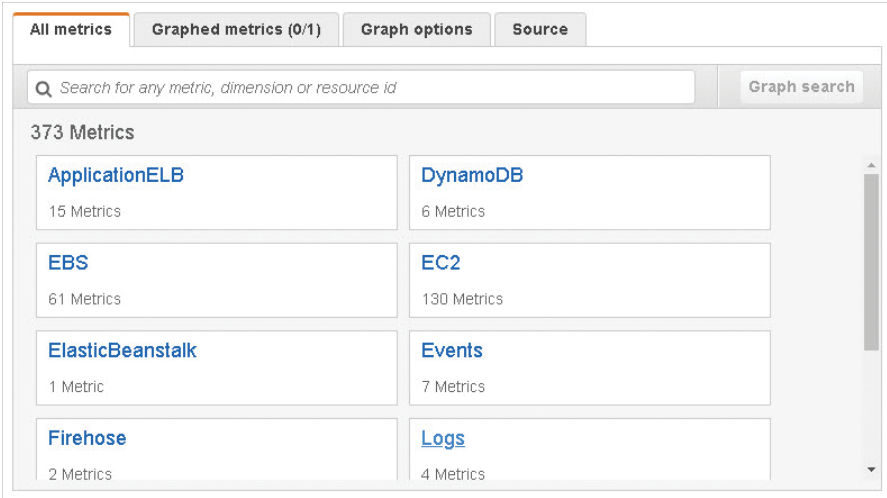 All metrics Graphed metrics (0/1) Graph options Source
Search for any metric, dimension or resource id Graph search
373 Metrics
ApplicationELB DynamoDB
15 Metrics 6 Metrics
EBS EC2
61 Metrics 130 Metrics
ElasticBeanstalk Events
1 Metric 7 Metrics
Firehose Logs
2 Metrics 4 Metrics